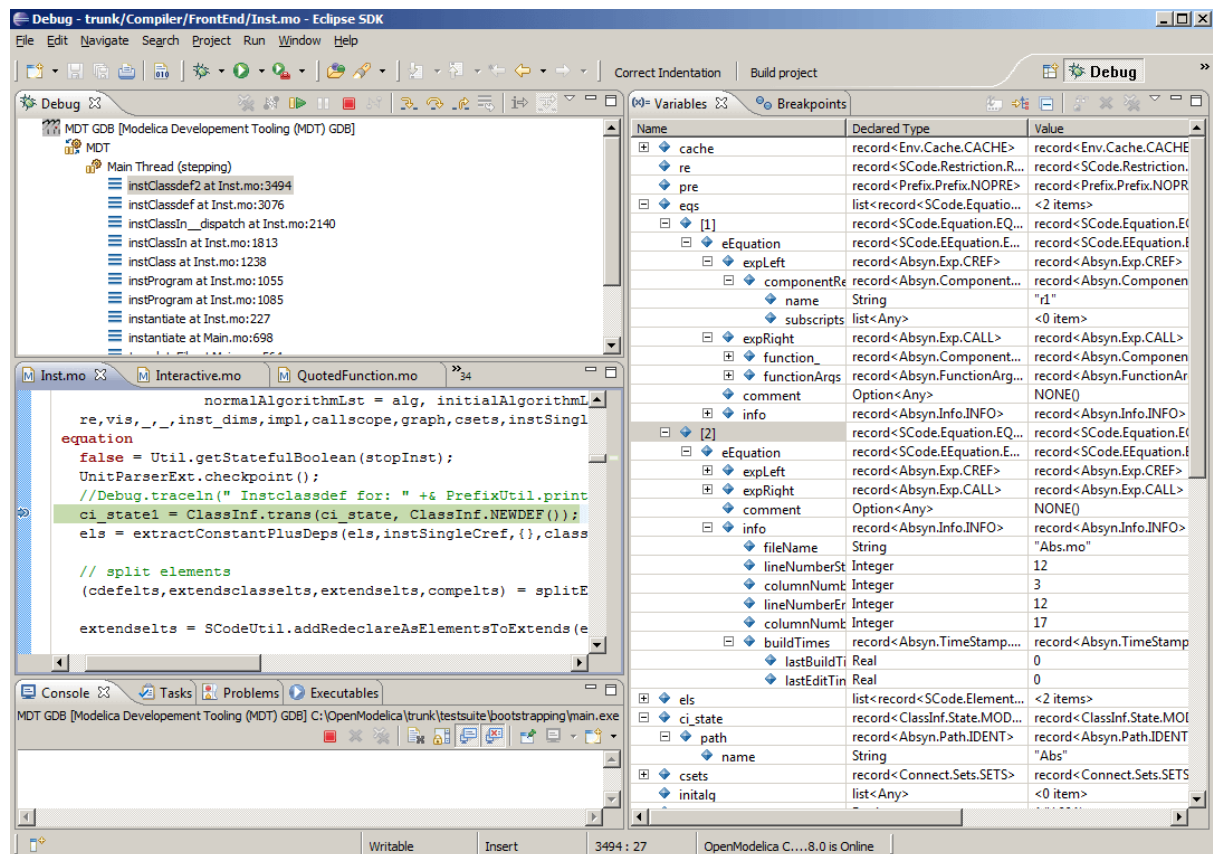 Debug - trunk/Compiler/FrontEnd/Inst.mo - Eclipse SDK
File Edit Navigate Search Project Run Window Help
Correct Indentation Build project Debug »
Debug
MDT GDB [Modelica Developement Tooling (MDT) GDB]
MDT
Main Thread (stepping)
instClassdef2 at Inst.mo:3494
instClassdef at Inst.mo:3076
instClassIn__dispatch at Inst.mo:2140
instClassIn at Inst.mo:1813
instClass at Inst.mo:1238
instProgram at Inst.mo:1055
instProgram at Inst.mo:1085
instantiate at Inst.mo:227
instantiate at Main.mo:698
Inst.mo Interactive.mo QuotedFunction.mo »34
normalAlgorithmLst = alg, initialAlgorithmL
re,vis,_,_,inst_dims,impl,callscope,graph,csets,instSingl
equation
false = Util.getStatefulBoolean(stopInst);
UnitParserExt.checkpoint();
//Debug.traceln(" Instclassdef for: " +& PrefixUtil.print
ci_state1 = ClassInf.trans(ci_state, ClassInf.NEWDEF());
els = extractConstantPlusDeps(els,instSingleCref,{},class
// split elements
(cdefelts,extendsclasselts,extendselts,compelts) = splitE
extendselts = SCodeUtil.addRedeclareAsElementsToExtends(e
Console Tasks Problems Executables
MDT GDB [Modelica Developement Tooling (MDT) GDB] C:\OpenModelica\trunk\testsuite\bootstrapping\main.exe
(x)= Variables Breakpoints
Name Declared Type Value
cache record<Env.Cache.CACHE> record<Env.Cache.CACHE
re record<SCode.Restriction.R... record<SCode.Restriction.
pre record<Prefix.Prefix.NOPRE> record<Prefix.Prefix.NOPR
eqs list<record<SCode.Equatio... <2 items>
[1] record<SCode.Equation.EQ... record<SCode.Equation.E
eEquation record<SCode.EEquation.E... record<SCode.EEquation.E
expLeft record<Absyn.Exp.CREF> record<Absyn.Exp.CREF>
componentRe record<Absyn.Component... record<Absyn.Componen
name String "r1"
subscripts list<Any> <0 item>
expRight record<Absyn.Exp.CALL> record<Absyn.Exp.CALL>
function_ record<Absyn.Component... record<Absyn.Componen
functionArgs record<Absyn.FunctionArg... record<Absyn.FunctionAr
comment Option<Any> NONE()
info record<Absyn.Info.INFO> record<Absyn.Info.INFO>
[2] record<SCode.Equation.EQ... record<SCode.Equation.E
eEquation record<SCode.EEquation.E... record<SCode.EEquation.E
expLeft record<Absyn.Exp.CREF> record<Absyn.Exp.CREF>
expRight record<Absyn.Exp.CALL> record<Absyn.Exp.CALL>
comment Option<Any> NONE()
info record<Absyn.Info.INFO> record<Absyn.Info.INFO>
fileName String "Abs.mo"
lineNumberSt Integer 12
columnNumb Integer 3
lineNumberEr Integer 12
columnNumb Integer 17
buildTimes record<Absyn.TimeStamp.... record<Absyn.TimeStamp
lastBuildTi Real 0
lastEditTin Real 0
els list<record<SCode.Element... <2 items>
ci_state record<ClassInf.State.MOD... record<ClassInf.State.MOD
path record<Absyn.Path.IDENT> record<Absyn.Path.IDENT
name String "Abs"
csets record<Connect.Sets.SETS> record<Connect.Sets.SETS
initalg list<Any> <0 item>
Writable Insert 3494 : 27 OpenModelica C....8.0 is Online